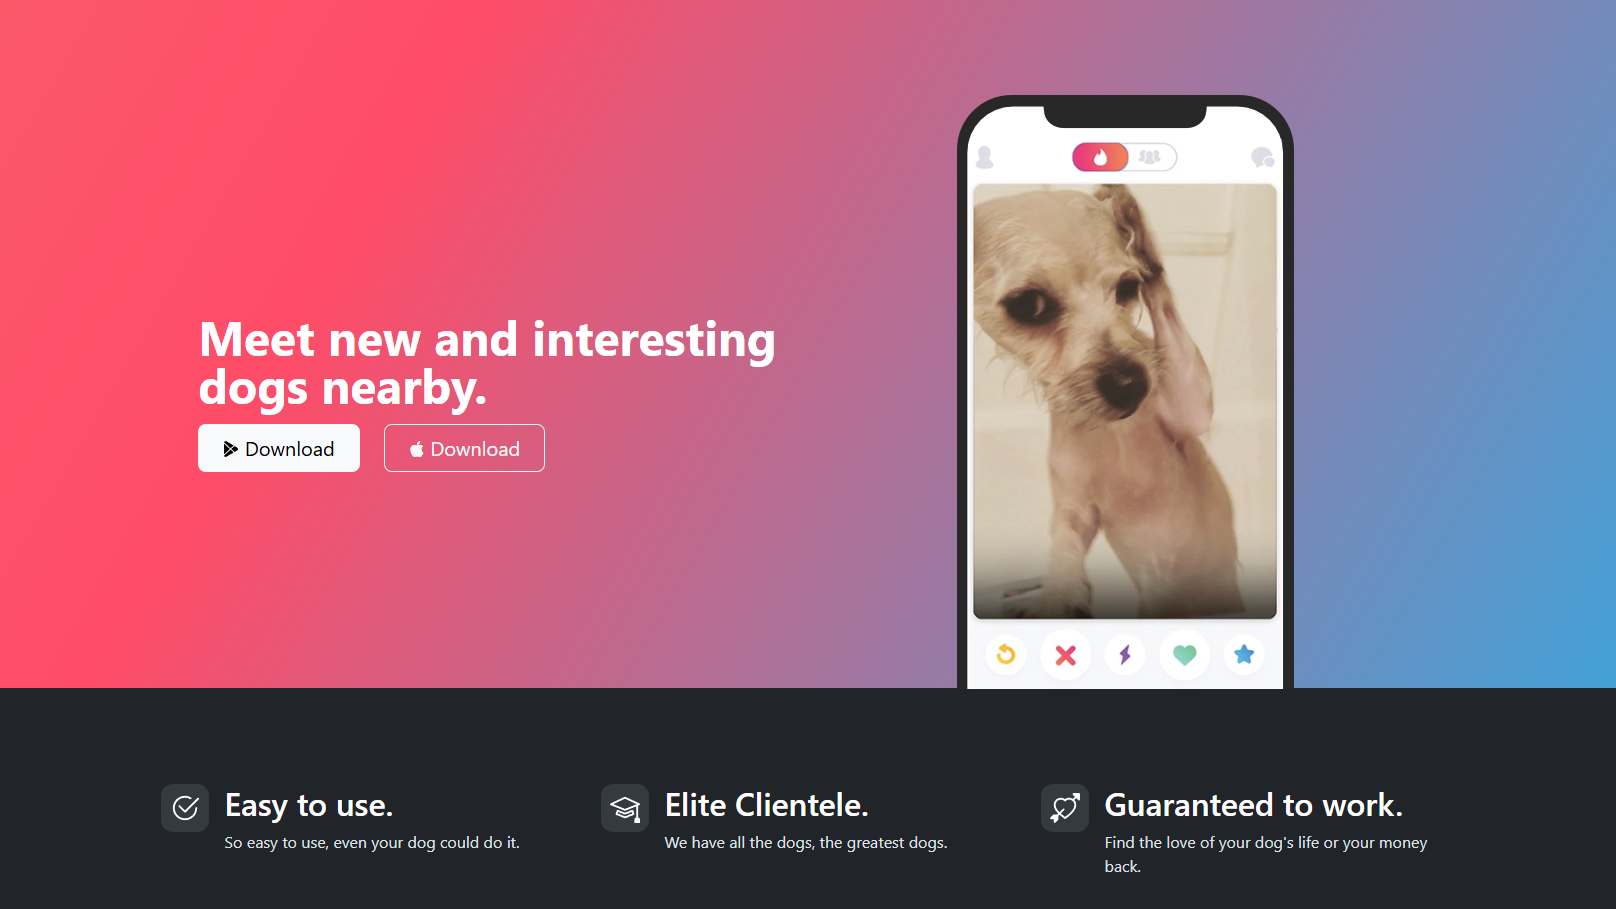 Meet new and interesting
dogs nearby.
Download
Download
Easy to use.
So easy to use, even your dog could do it.
Elite Clientele.
We have all the dogs, the greatest dogs.
Guaranteed to work.
Find the love of your dog's life or your money
back.